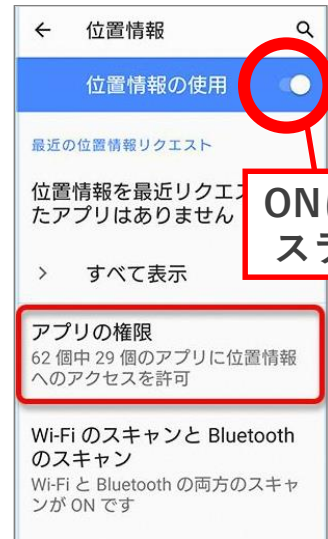 位置情報
位置情報の使用
最近の位置情報リクエスト
位置情報を最近リクエス
たアプリはありません
ONに
ス
すべて表示
アプリの権限
62 個中 29 個のアプリに位置情報
へのアクセスを許可
Wi-Fi のスキャンと Bluetooth
のスキャン
Wi-Fi と Bluetooth の両方のスキャ
ンが ON です